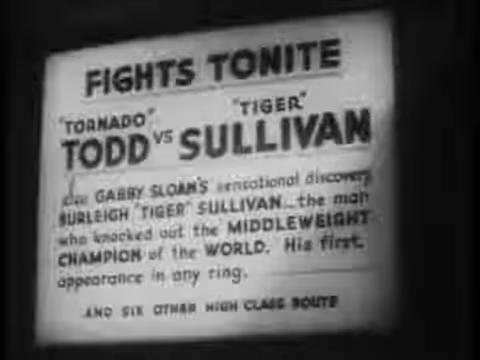 FIGHTS TONITE
"TORNADO" "TIGER"
TODD VS SULLIVAN
See GABBY SLOAN'S sensational discovery
BURLEIGH "TIGER" SULLIVAN...the man
who knocked out the MIDDLEWEIGHT
CHAMPION of the WORLD. His first
appearance in any ring.
AND SIX OTHER HIGH CLASS BOUTS